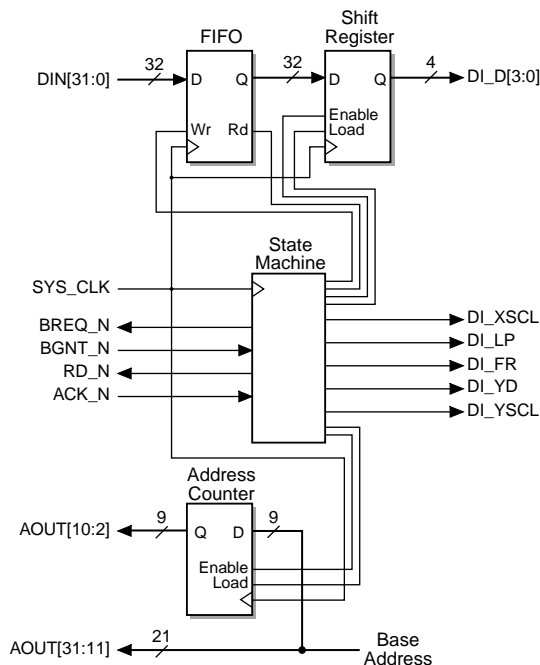 Shift
Register
FIFO
DIN[31:0]
32
D
Q
32
D
Q
4
DI_D[3:0]
Wr
Rd
Enable
Load
State
Machine
SYS_CLK
BREQ_N
BGNT_N
RD_N
ACK_N
DI_XSCL
DI_LP
DI_FR
DI_YD
DI_YSCL
Address
Counter
AOUT[10:2]
9
Q
D
9
Enable
Load
AOUT[31:11]
21
Base
Address